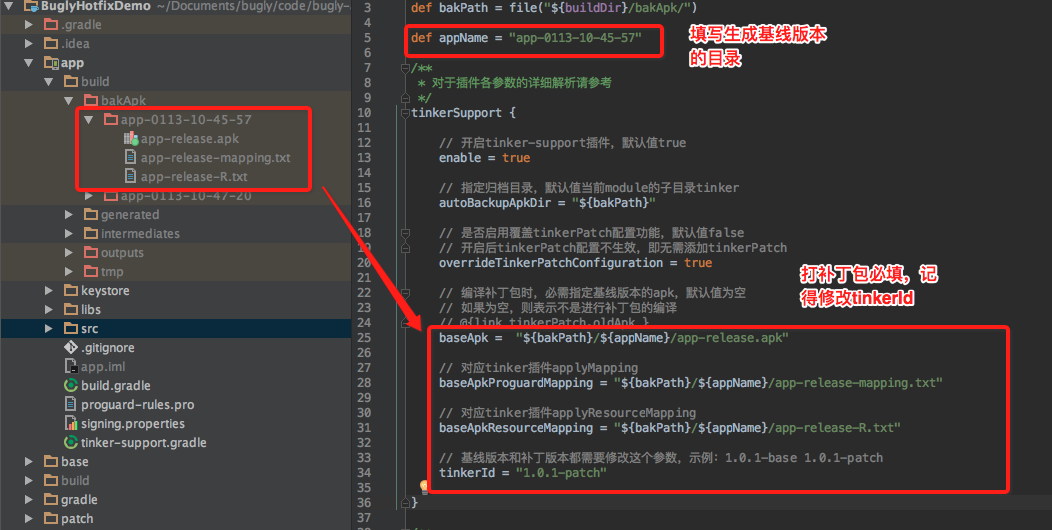 BuglyHotfixDemo ~/Documents/bugly/code/bugly-
.gradle
.idea
app
build
bakApk
app-0113-10-45-57
app-release.apk
app-release-mapping.txt
app-release-R.txt
app-0113-10-47-20
generated
intermediates
outputs
tmp
keystore
libs
src
.gitignore
app.iml
build.gradle
proguard-rules.pro
signing.properties
tinker-support.gradle
base
build
gradle
patch
3 def bakPath = file("${buildDir}/bakApk/")
4
5 def appName = "app-0113-10-45-57"
6
7 /**
8 * 对于插件各参数的详细解析请参考
9 */
10 tinkerSupport {
11
12 // 开启tinker-support插件，默认值true
13 enable = true
14
15 // 指定归档目录，默认值当前module的子目录tinker
16 autoBackupApkDir = "${bakPath}"
17
18 // 是否启用覆盖tinkerPatch配置功能，默认值false
19 // 开启后tinkerPatch配置不生效，即无需添加tinkerPatch
20 overrideTinkerPatchConfiguration = true
21
22 // 编译补丁包时，必需指定基线版本的apk，默认值为空
23 // 如果为空，则表示不是进行补丁包的编译
24 // @{link tinkerPatch.oldApk }
25 baseApk = "${bakPath}/${appName}/app-release.apk"
26
27 // 对应tinker插件applyMapping
28 baseApkProguardMapping = "${bakPath}/${appName}/app-release-mapping.txt"
29
30 // 对应tinker插件applyResourceMapping
31 baseApkResourceMapping = "${bakPath}/${appName}/app-release-R.txt"
32
33 // 基线版本和补丁版本都需要修改这个参数，示例：1.0.1-base 1.0.1-patch
34 tinkerId = "1.0.1-patch"
35
36 }
37
填写生成基线版本
的目录
打补丁包必填，记
得修改tinkerId